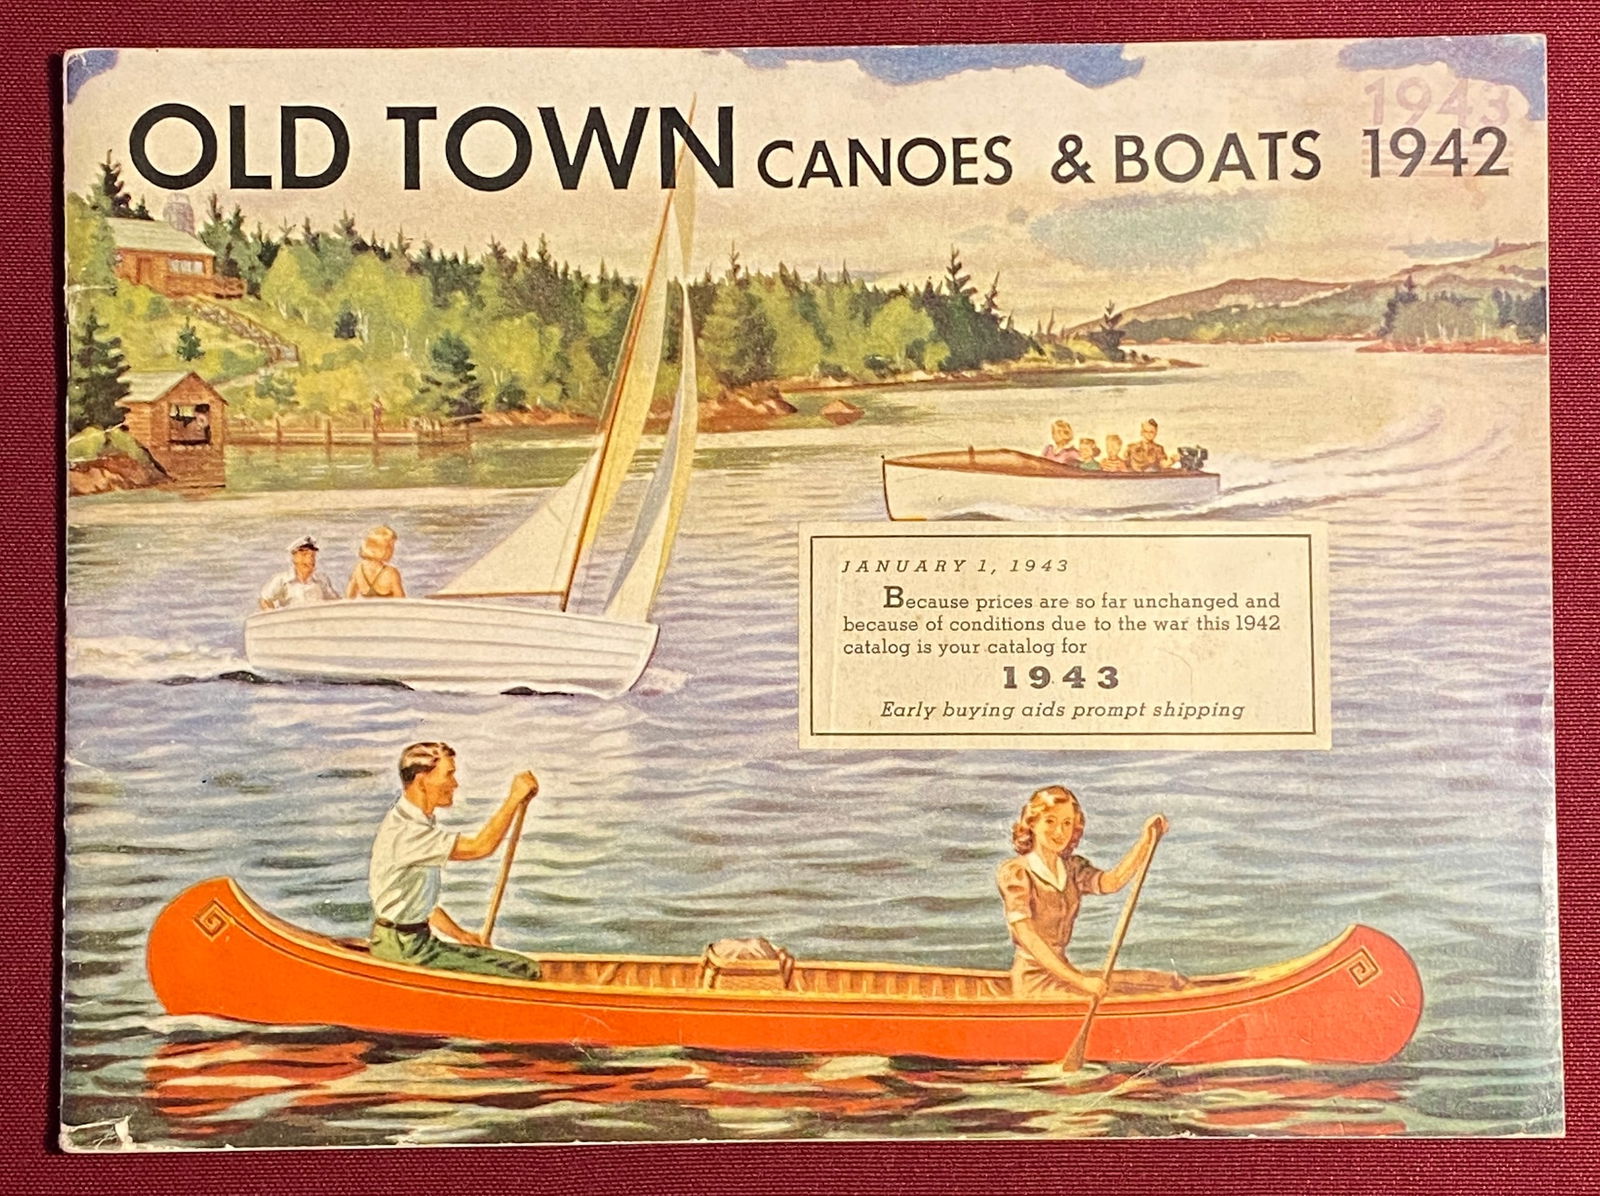 1943
OLD TOWN CANOES & BOATS 1942
JANUARY 1, 1943
Because prices are so far unchanged and
because of conditions due to the war this 1942
catalog is your catalog for
1943
Early buying aids prompt shipping